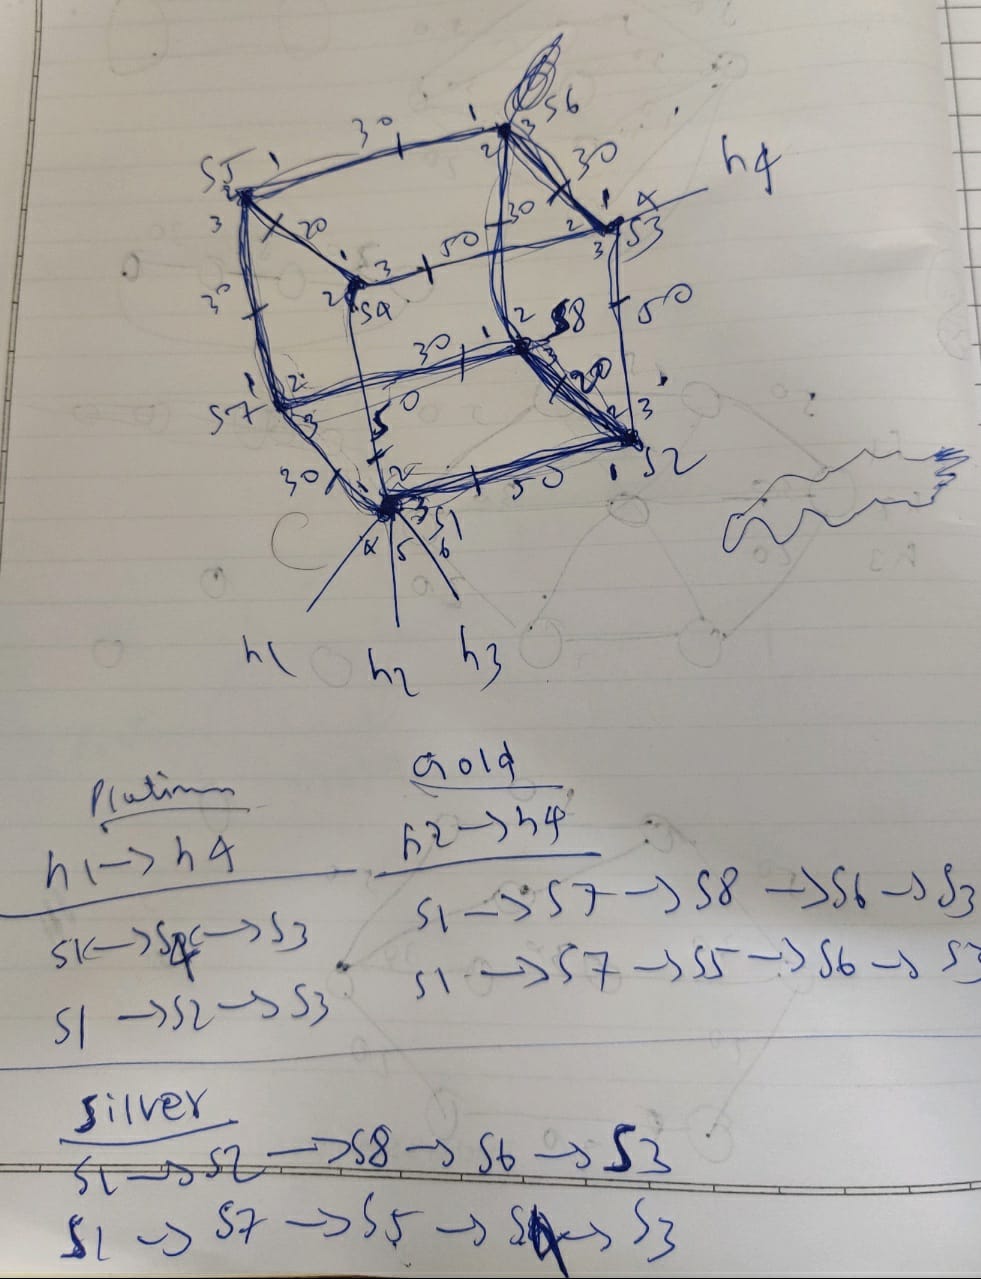 S6
1
30
3
2
30
h4
S5
1
2
3
20
30
1
4
S3
2
3
50
1
3
2
S4
30
50
2
S8
1
3
30
20
1
2
S7
3
50
2
3
S2
1
30
50
1
2
3
S1
4
5
6
h1
h2
h3
Platinum
h1 → h4
S1 → S4 → S3
S1 → S2 → S3
Gold
h2 → h4
S1 → S7 → S8 → S6 → S3
S1 → S7 → S5 → S6 → S3
Silver
S1 → S2 → S8 → S6 → S3
S1 → S7 → S5 → S4 → S3